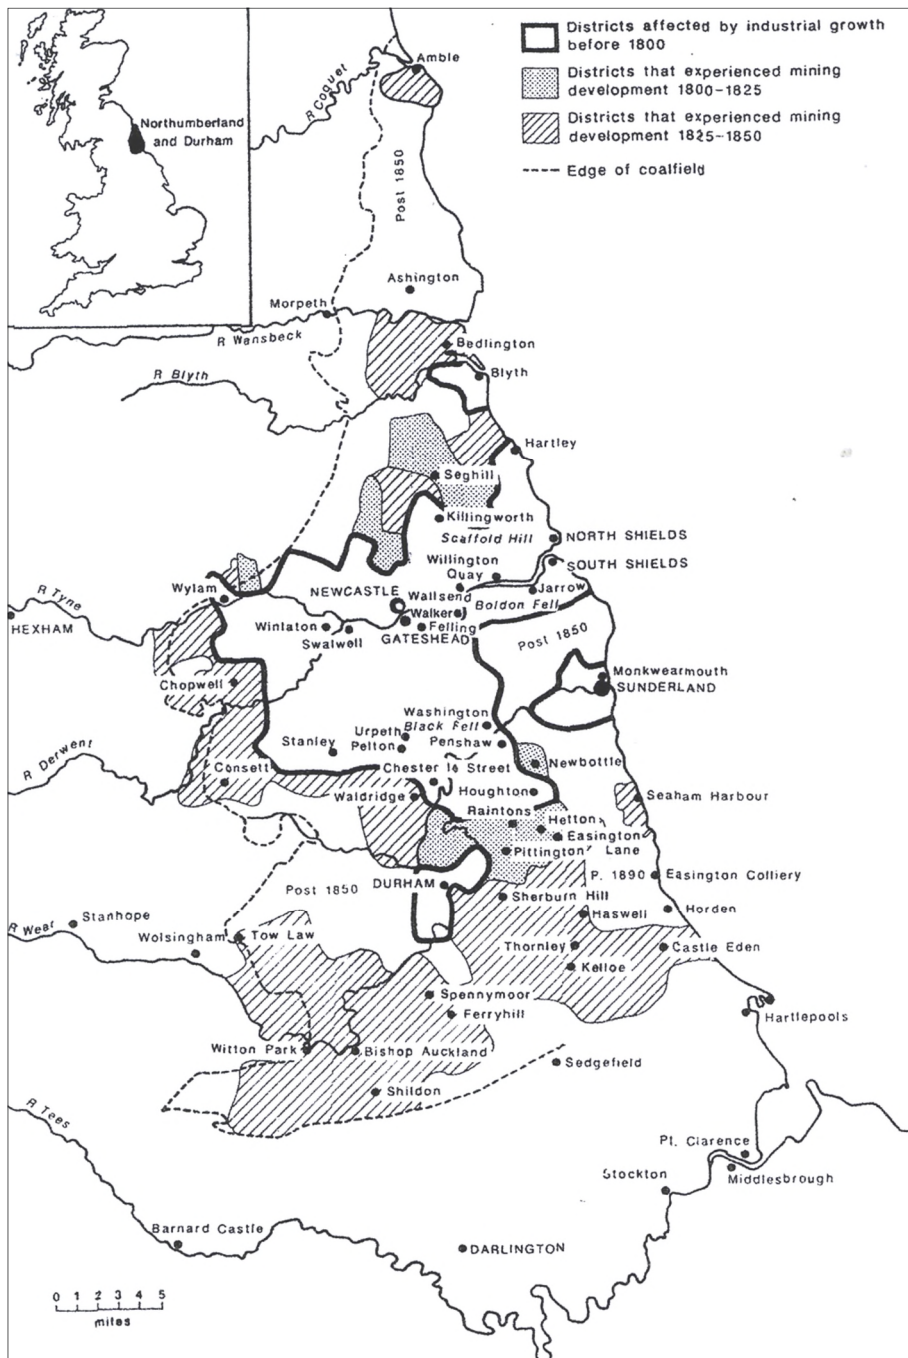 Districts affected by industrial growth
before 1800
Districts that experienced mining
development 1800-1825
Districts that experienced mining
development 1825-1850
Edge of coalfield
Northumberland
and Durham
R Coquet
Amble
Post 1850
Ashington
Morpeth
R Wansbeck
Bedlington
R Blyth
Blyth
Hartley
Seghill
Killingworth
Scaffold Hill
NORTH SHIELDS
Willington
Quay
SOUTH SHIELDS
Wylam
NEWCASTLE
Wallsend
Jarrow
R Tyne
Walker
Boldon Fell
HEXHAM
Winlaton
Felling
Swalwell
GATESHEAD
Post 1850
Chopwell
Monkwearmouth
SUNDERLAND
Washington
Black Fell
Urpeth
Stanley
Pelton
Penshaw
R Derwent
Consett
Chester le Street
Newbottle
Waldridge
Houghton
Seaham Harbour
Raintons
Hetton
Easington
Pittington
Lane
Post 1850
DURHAM
P. 1890
Easington Colliery
Sherburn Hill
Stanhope
Haswell
Horden
R Wear
Wolsingham
Tow Law
Thornley
Castle Eden
Kelloe
Spennymoor
Ferryhill
Hartlepools
Witton Park
Bishop Auckland
Sedgefield
Shildon
R Tees
Pt. Clarence
Stockton
Middlesbrough
Barnard Castle
DARLINGTON
0 1 2 3 4 5
miles